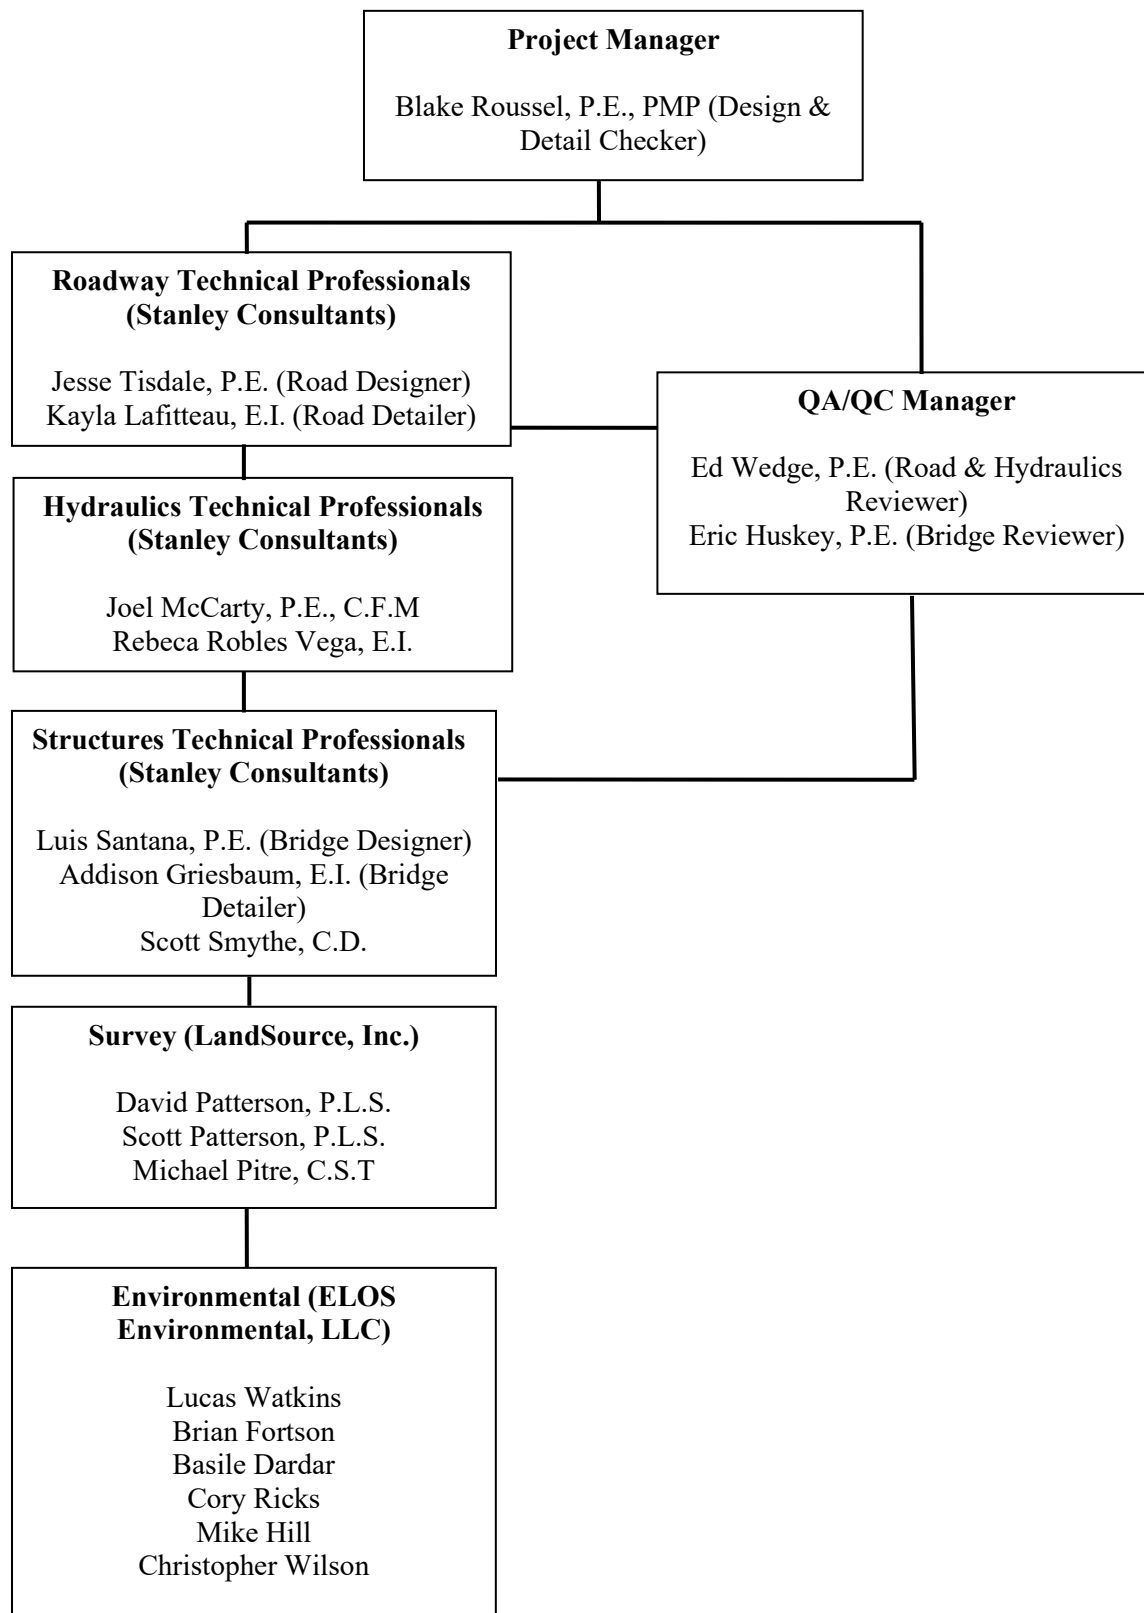 Project Manager
Blake Roussel, P.E., PMP (Design &
Detail Checker)
Roadway Technical Professionals
(Stanley Consultants)
Jesse Tisdale, P.E. (Road Designer)
Kayla Lafitteau, E.I. (Road Detailer)
QA/QC Manager
Ed Wedge, P.E. (Road & Hydraulics
Reviewer)
Eric Huskey, P.E. (Bridge Reviewer)
Hydraulics Technical Professionals
(Stanley Consultants)
Joel McCarty, P.E., C.F.M
Rebeca Robles Vega, E.I.
Structures Technical Professionals
(Stanley Consultants)
Luis Santana, P.E. (Bridge Designer)
Addison Griesbaum, E.I. (Bridge
Detailer)
Scott Smythe, C.D.
Survey (LandSource, Inc.)
David Patterson, P.L.S.
Scott Patterson, P.L.S.
Michael Pitre, C.S.T
Environmental (ELOS
Environmental, LLC)
Lucas Watkins
Brian Fortson
Basile Dardar
Cory Ricks
Mike Hill
Christopher Wilson